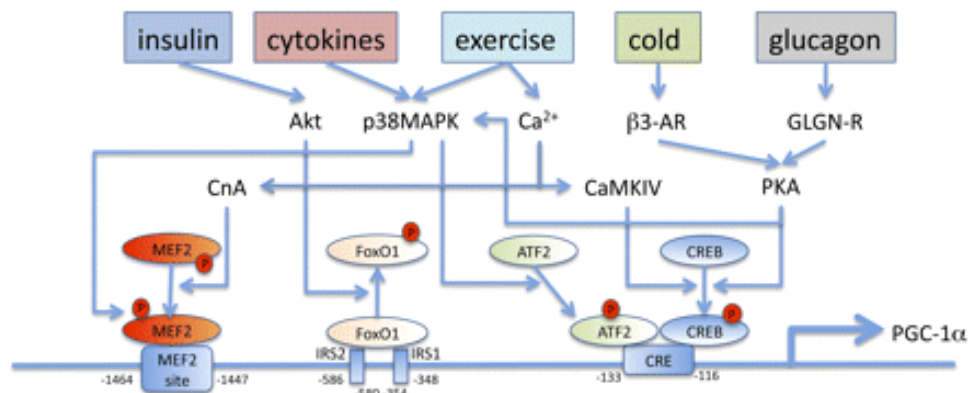 insulin
cytokines
exercise
cold
glucagon
Akt
p38MAPK
Ca²⁺
β3-AR
GLGN-R
CnA
CaMKIV
PKA
MEF2
P
FoxO1
P
ATF2
CREB
P
MEF2
FoxO1
P
ATF2
CREB
P
PGC-1α
MEF2
site
IRS2
IRS1
CRE
-1464
-1447
-586
-348
-133
-116